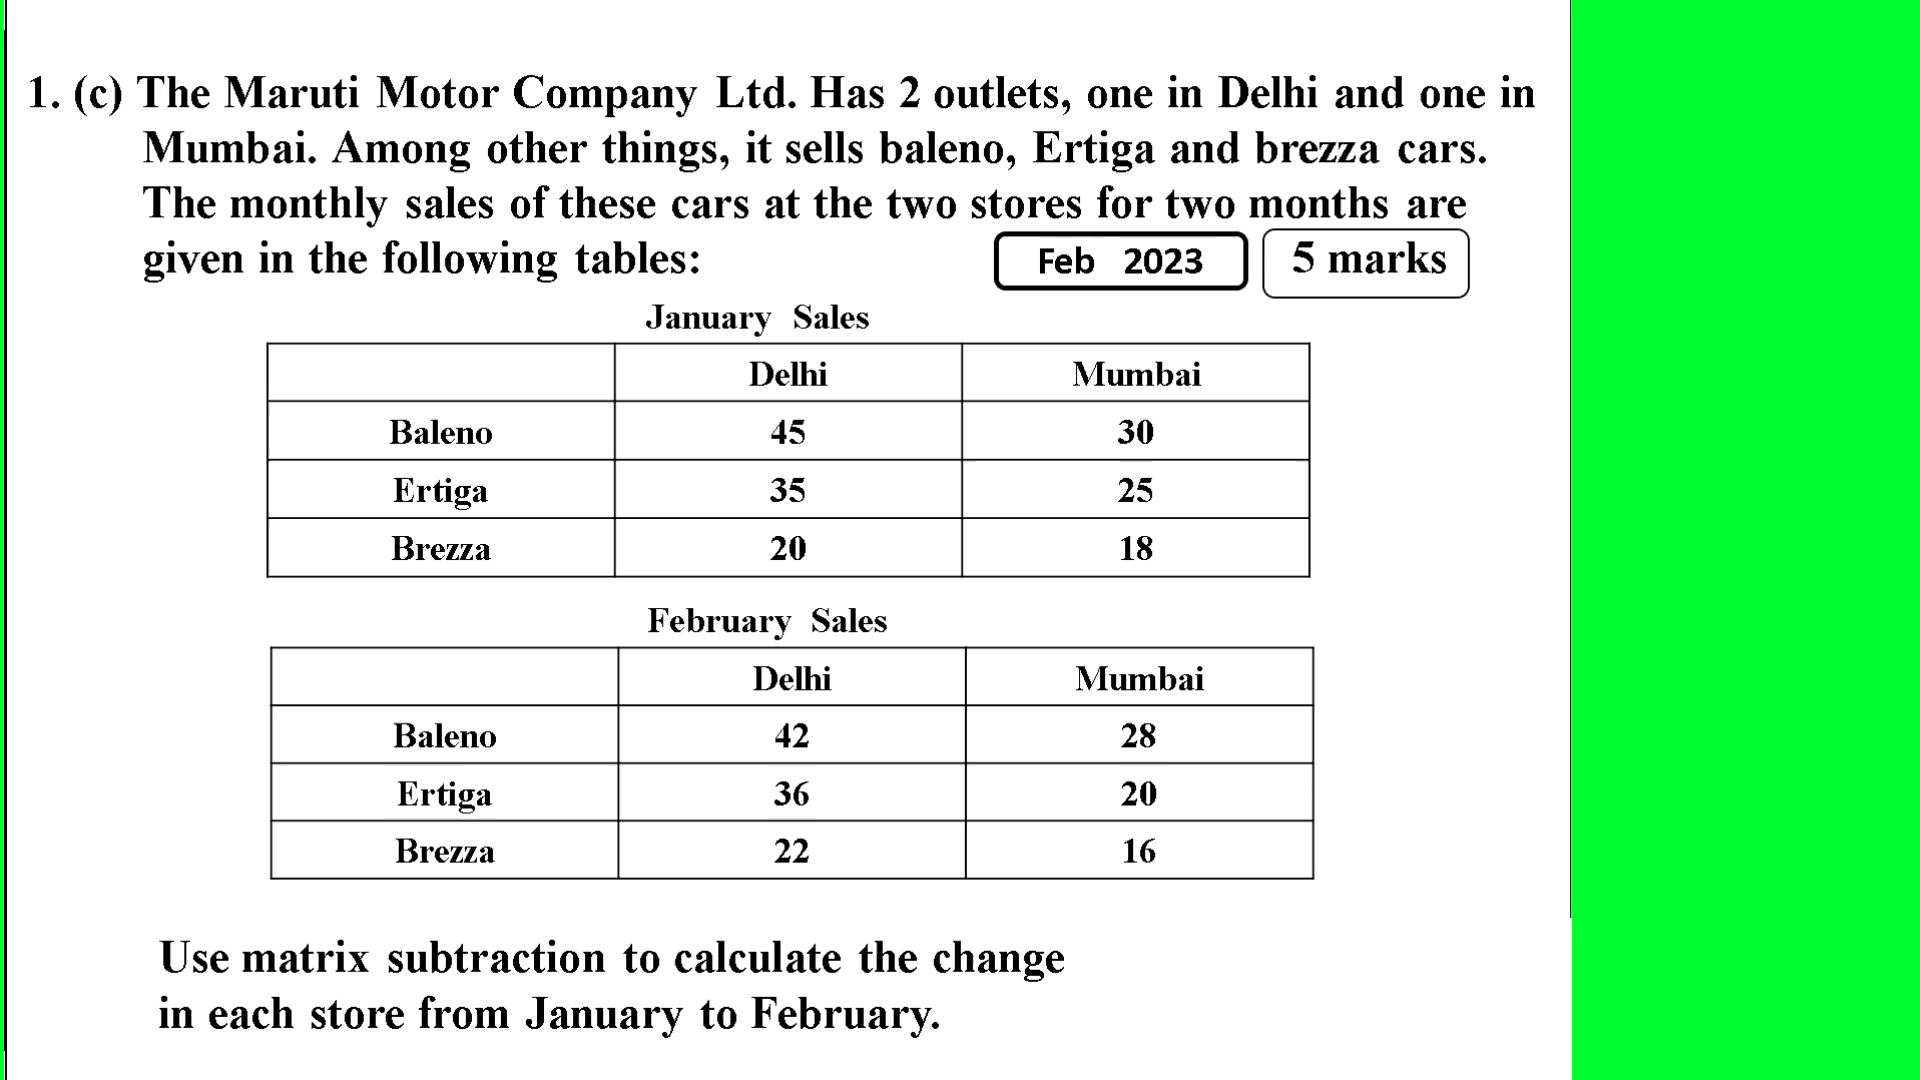 1. (c) The Maruti Motor Company Ltd. Has 2 outlets, one in Delhi and one in
Mumbai. Among other things, it sells baleno, Ertiga and brezza cars.
The monthly sales of these cars at the two stores for two months are
given in the following tables: Feb 2023 5 marks
January Sales
Delhi Mumbai
Baleno 45 30
Ertiga 35 25
Brezza 20 18
February Sales
Delhi Mumbai
Baleno 42 28
Ertiga 36 20
Brezza 22 16
Use matrix subtraction to calculate the change
in each store from January to February.